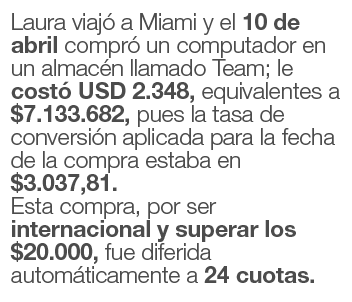 Laura viajó a Miami y el 10 de
abril compró un computador en
un almacén llamado Team; le
costó USD 2.348, equivalentes a
$7.133.682, pues la tasa de
conversión aplicada para la fecha
de la compra estaba en
$3.037,81.
Esta compra, por ser
internacional y superar los
$20.000, fue diferida
automáticamente a 24 cuotas.